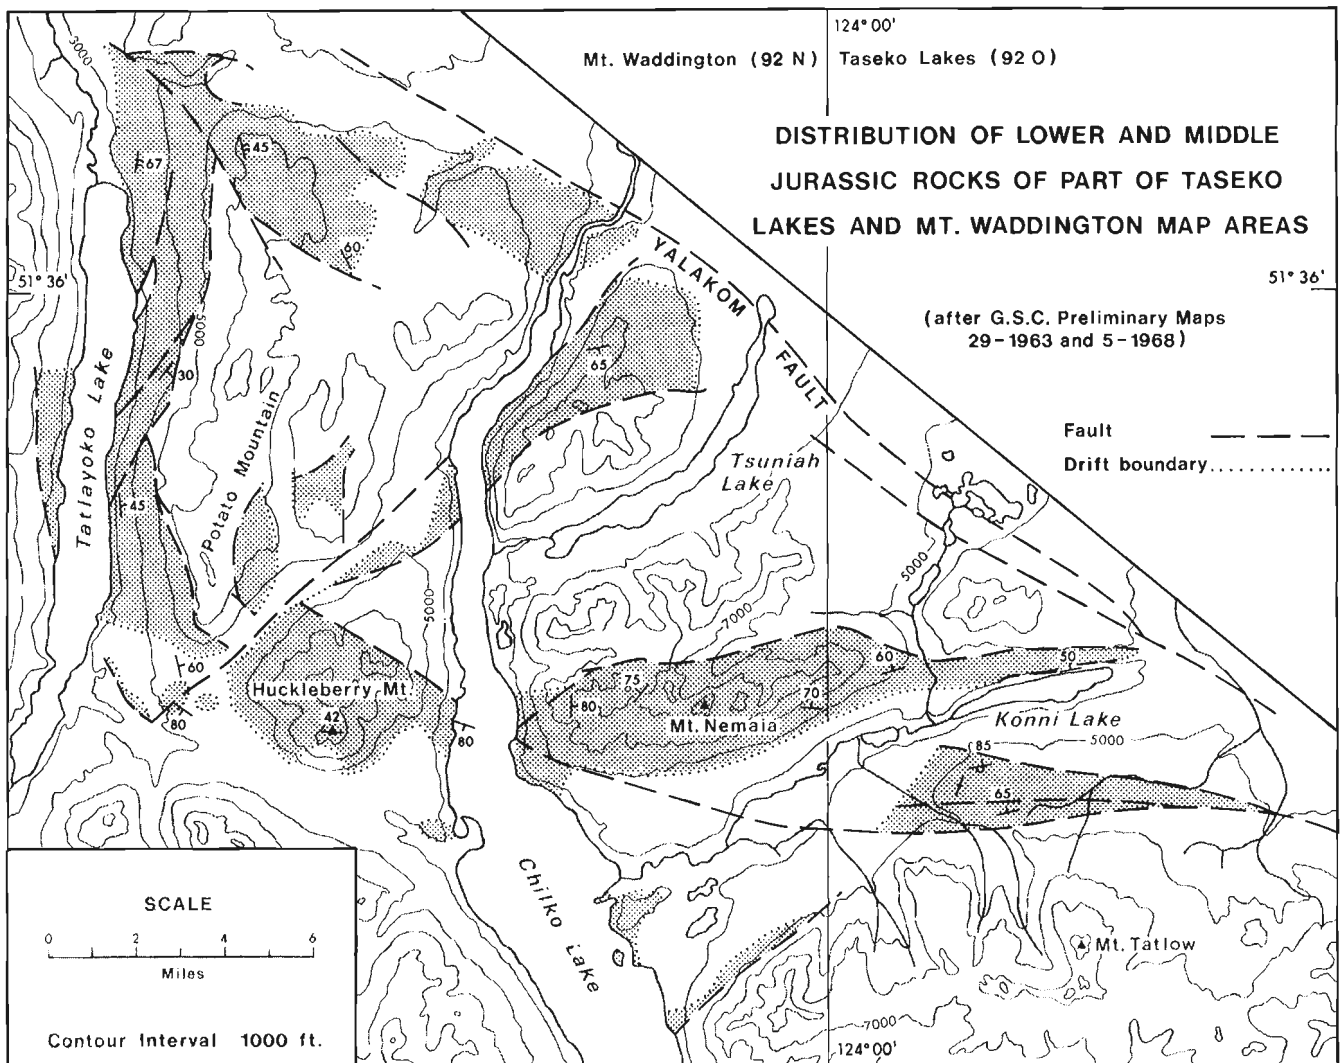 124°00'
Mt. Waddington (92 N) Taseko Lakes (92 O)
DISTRIBUTION OF LOWER AND MIDDLE
JURASSIC ROCKS OF PART OF TASEKO
LAKES AND MT. WADDINGTON MAP AREAS
(after G.S.C. Preliminary Maps
29-1963 and 5-1968)
Fault
Drift boundary
3000
67
45
60
51°36'
51°36'
YALAKOM
FAULT
5000
65
30
Tatlayoko Lake
Potato Mountain
Tsuniah
Lake
45
5000
5000
7000
60
50
60
75
80
70
Huckleberry Mt.
42
80
80
Mt. Nemaia
Konni Lake
5000
85
65
Chilko Lake
Mt. Tatlow
7000
124°00'
SCALE
0 2 4 6
Miles
Contour Interval 1000 ft.